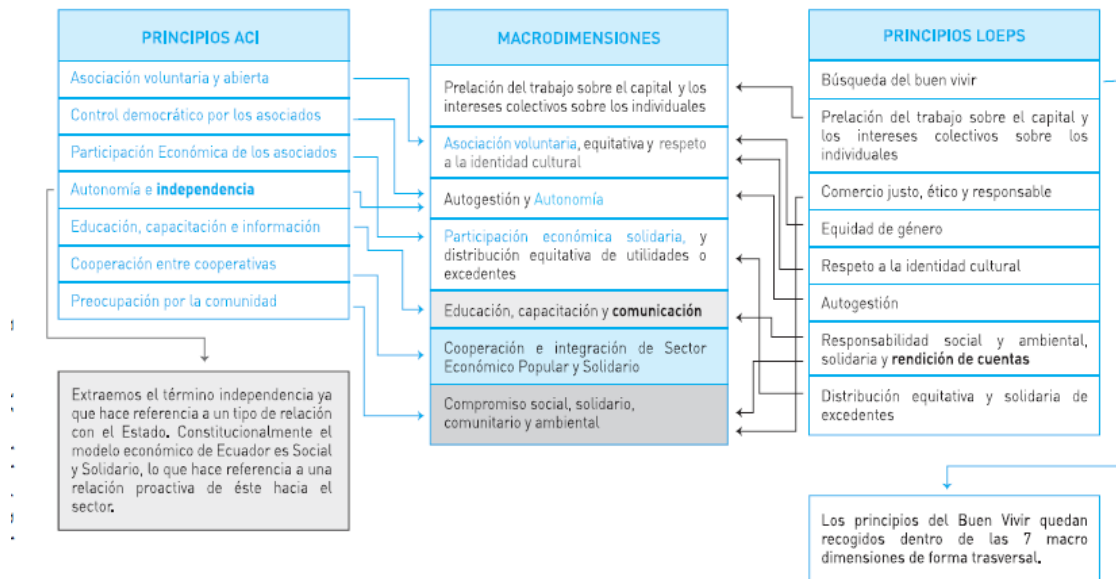 PRINCIPIOS ACI
Asociación voluntaria y abierta
Control democrático por los asociados
Participación Económica de los asociados
Autonomía e independencia
Educación, capacitación e información
Cooperación entre cooperativas
Preocupación por la comunidad
Extraemos el término independencia ya
que hace referencia a un tipo de relación
con el Estado. Constitucionalmente el
modelo económico de Ecuador es Social
y Solidario, lo que hace referencia a una
relación proactiva de éste hacia el
sector.
MACRODIMENSIONES
Prelación del trabajo sobre el capital y los
intereses colectivos sobre los individuales
Asociación voluntaria, equitativa y respeto
a la identidad cultural
Autogestión y Autonomía
Participación económica solidaria, y
distribución equitativa de utilidades o
excedentes
Educación, capacitación y comunicación
Cooperación e integración de Sector
Económico Popular y Solidario
Compromiso social, solidario,
comunitario y ambiental
PRINCIPIOS LOEPS
Búsqueda del buen vivir
Prelación del trabajo sobre el capital y
los intereses colectivos sobre los
individuales
Comercio justo, ético y responsable
Equidad de género
Respeto a la identidad cultural
Autogestión
Responsabilidad social y ambiental,
solidaria y rendición de cuentas
Distribución equitativa y solidaria de
excedentes
Los principios del Buen Vivir quedan
recogidos dentro de las 7 macro
dimensiones de forma trasversal.